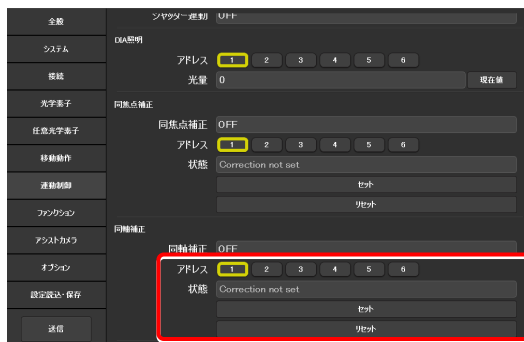 全般
システム
接続
光学素子
任意光学素子
移動動作
連動制御
ファンクション
アシストカメラ
オプション
設定読込・保存
送信
シャッター連動 OFF
DIA照明
アドレス 1 2 3 4 5 6
光量 0 現在値
同焦点補正
同焦点補正 OFF
アドレス 1 2 3 4 5 6
状態 Correction not set
セット
リセット
同軸補正
同軸補正 OFF
アドレス 1 2 3 4 5 6
状態 Correction not set
セット
リセット